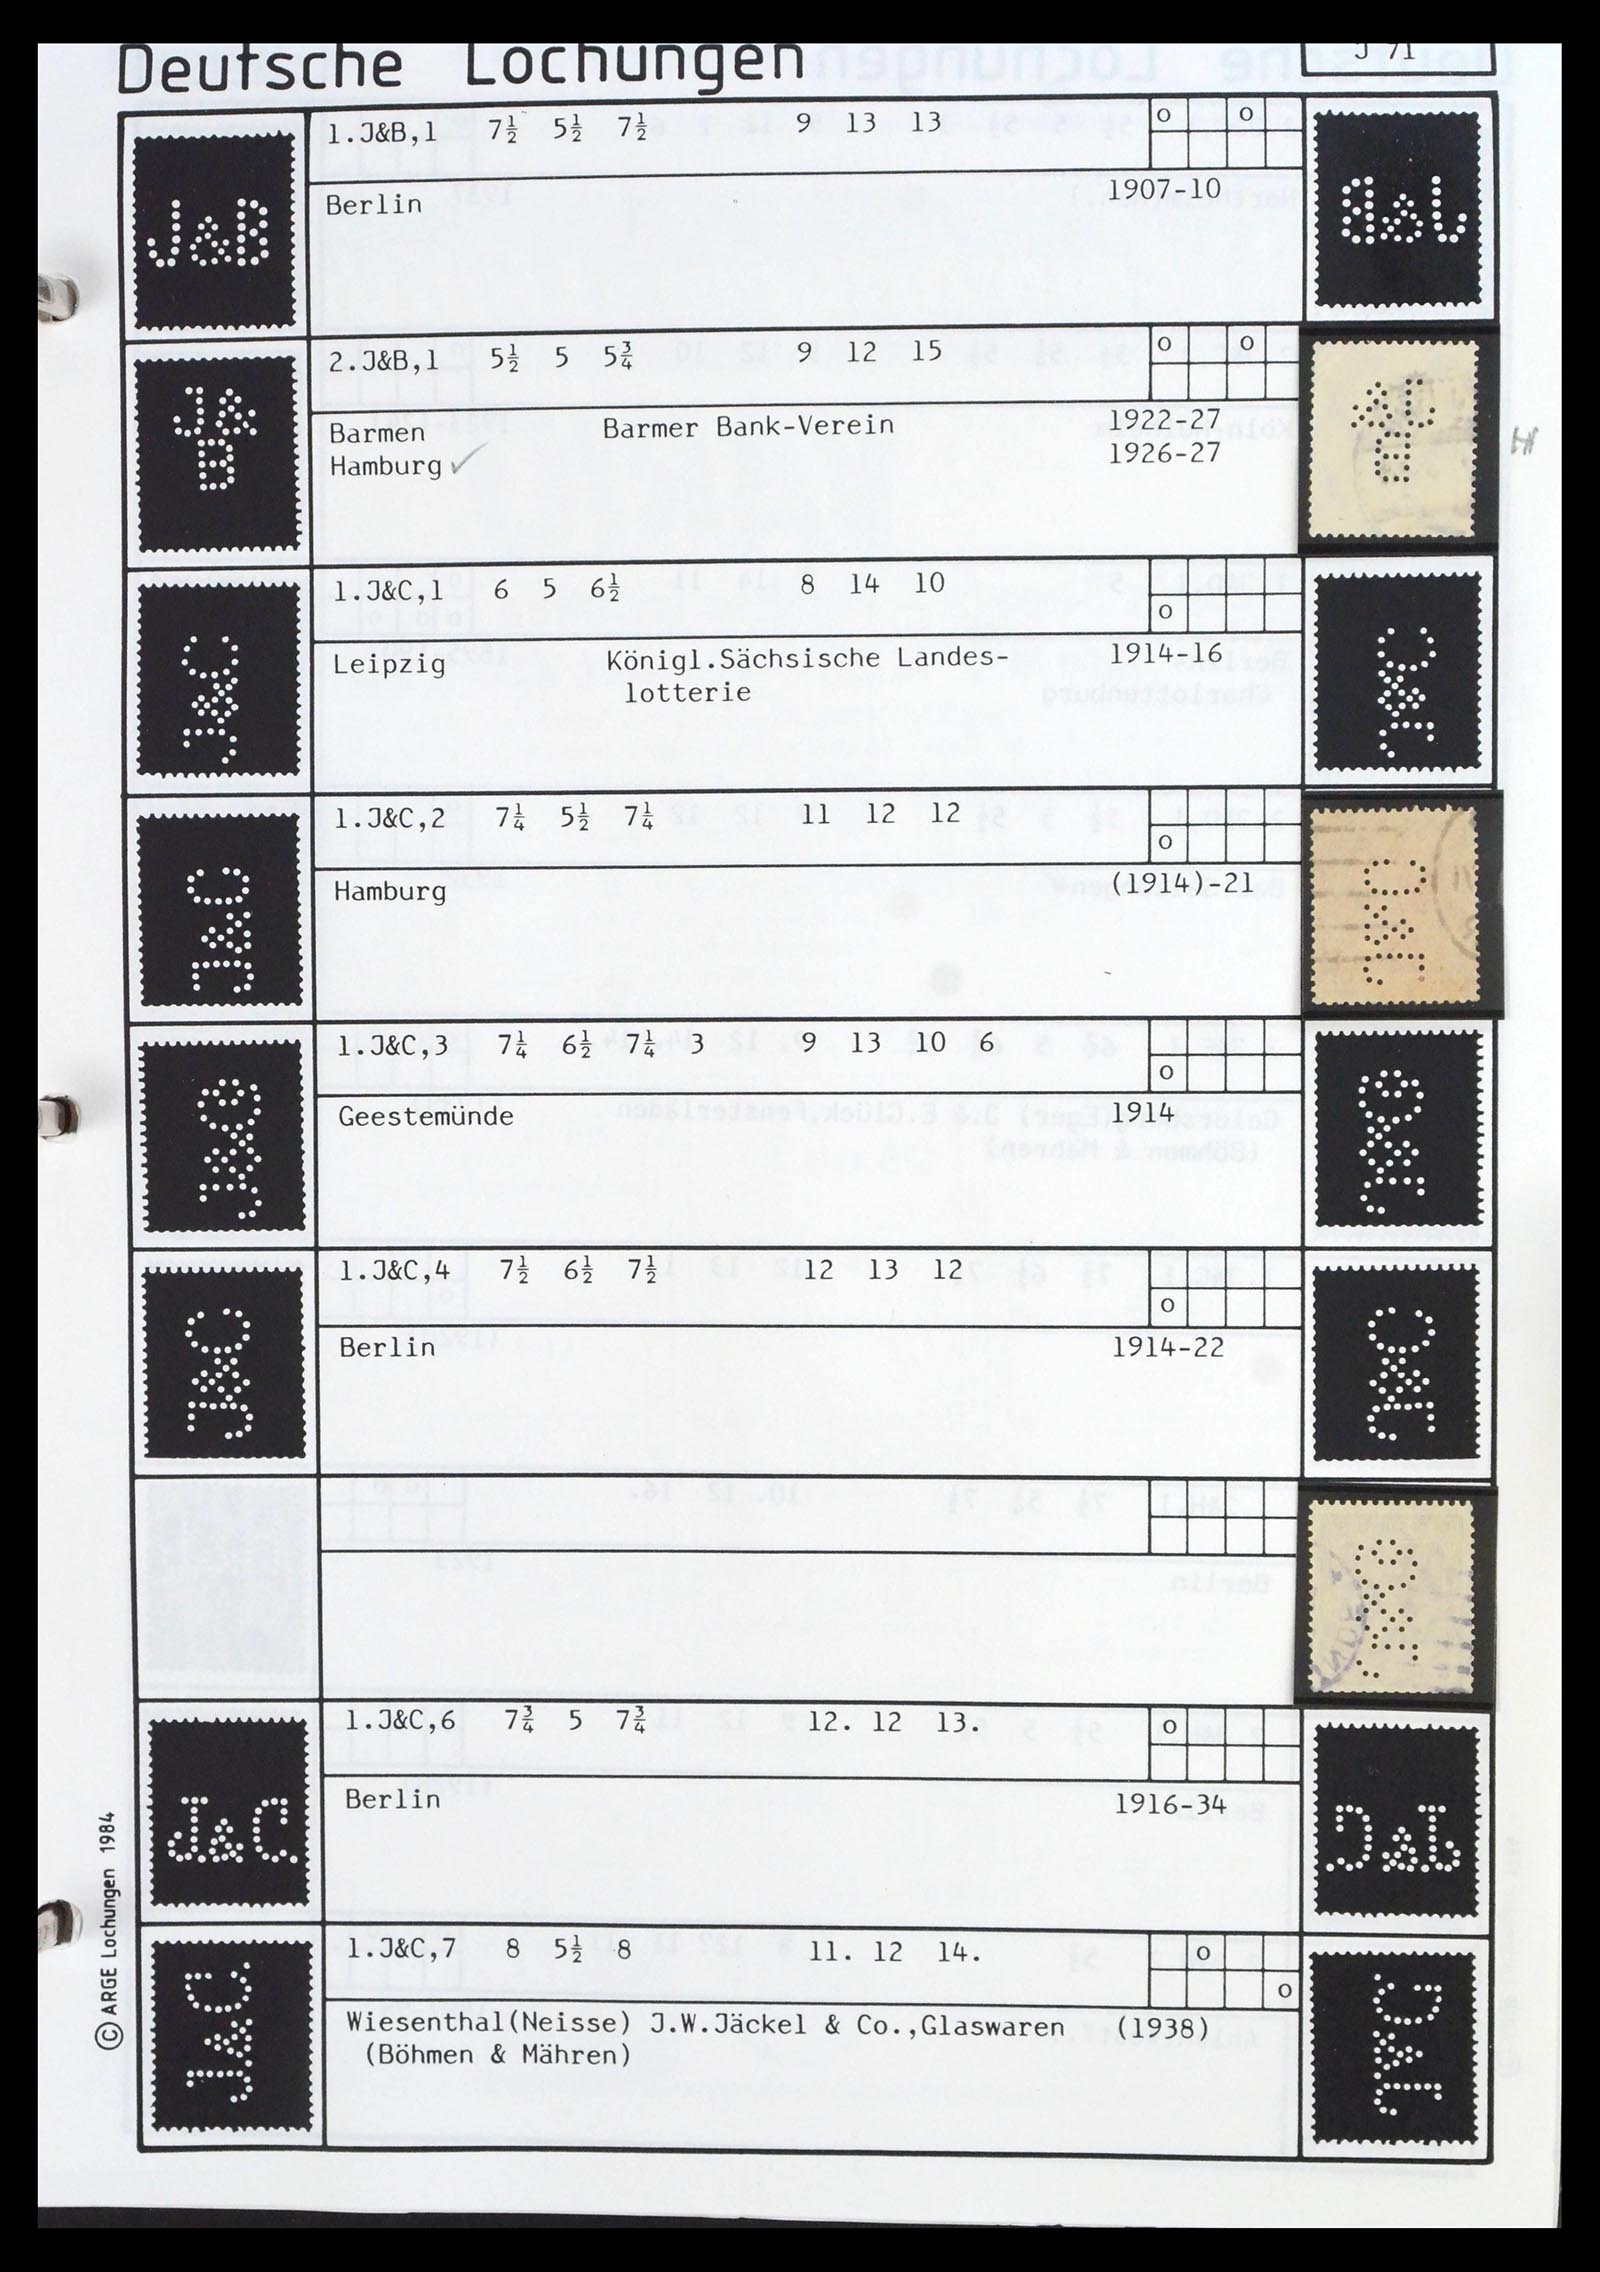 Deutsche Lochungen
J 71
J&B
1.J&B,1 7½ 5½ 7½ 9 13 13 o o
Berlin 1907-10
J&B
J&
B
2.J&B,1 5½ 5 5¾ 9 12 15 o o
Barmen Barmer Bank-Verein 1922-27
Hamburg ✓ 1926-27
J&
B
J&C
1.J&C,1 6 5 6½ 8 14 10 o
Leipzig Königl.Sächsische Landes- 1914-16
lotterie
J&C
J&C
1.J&C,2 7¼ 5½ 7¼ 11 12 12 o
Hamburg (1914)-21
J&C
J&C
1.J&C,3 7¼ 6½ 7¼ 3 9 13 10 6 o
Geestemünde 1914
J&C
J&C
1.J&C,4 7½ 6½ 7½ 12 13 12 o
Berlin 1914-22
J&C
J&C
J&C
1.J&C,6 7¾ 5 7¾ 12. 12 13. o
Berlin 1916-34
J&C
J&C
1.J&C,7 8 5½ 8 11. 12 14. o o
Wiesenthal(Neisse) J.W.Jäckel & Co.,Glaswaren (1938)
(Böhmen & Mähren)
J&C
© ARGE Lochungen 1984